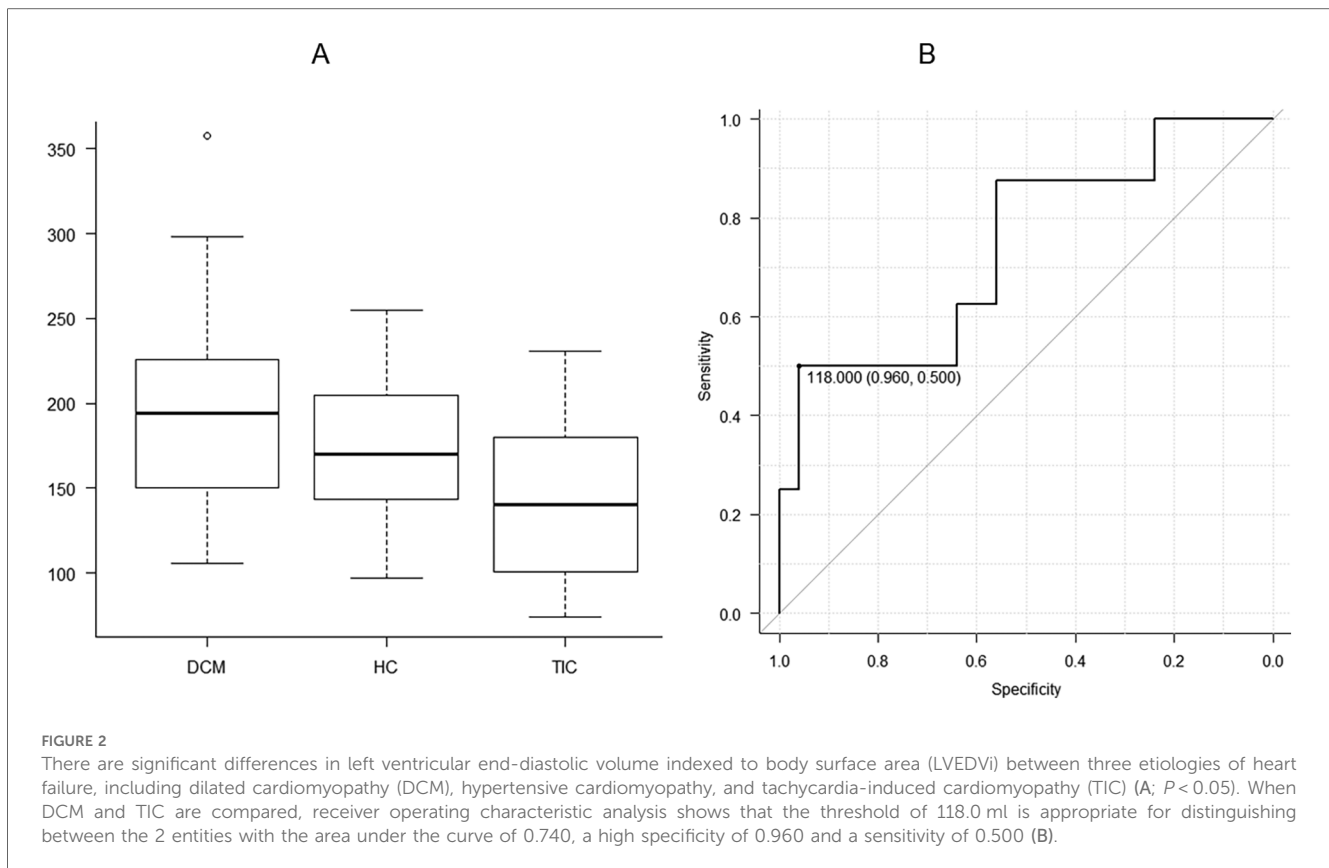 A
350
300
250
200
150
100
DCM
HC
TIC
B
1.0
0.8
0.6
0.4
0.2
0.0
Sensitivity
118.000 (0.960, 0.500)
1.0
0.8
0.6
0.4
0.2
0.0
Specificity
FIGURE 2
There are significant differences in left ventricular end-diastolic volume indexed to body surface area (LVEDVi) between three etiologies of heart
failure, including dilated cardiomyopathy (DCM), hypertensive cardiomyopathy, and tachycardia-induced cardiomyopathy (TIC) (A; P < 0.05). When
DCM and TIC are compared, receiver operating characteristic analysis shows that the threshold of 118.0 ml is appropriate for distinguishing
between the 2 entities with the area under the curve of 0.740, a high specificity of 0.960 and a sensitivity of 0.500 (B).